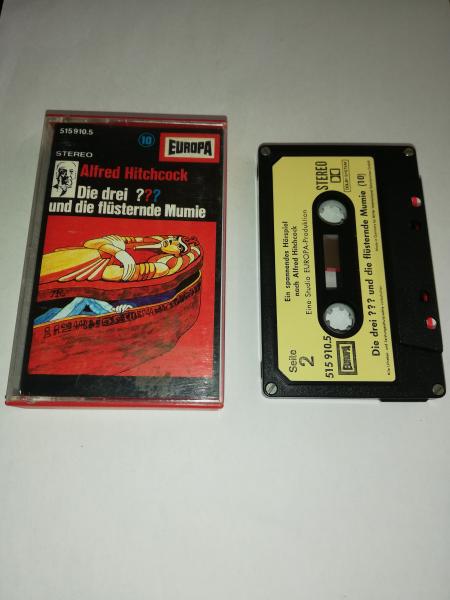 515 910.5
10
EUROPA
STEREO
Alfred Hitchcock
Die drei ???
und die flüsternde Mumie
STEREO
DOLBY SYSTEM
Ein spannendes Hörspiel
nach Alfred Hitchcock
Eine Studio EUROPA-Produktion
Seite
2
515 910.5
EUROPA
Die drei ??? und die flüsternde Mumie (10)